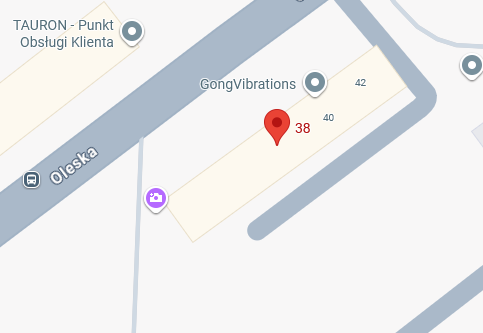 TAURON - Punkt
Obsługi Klienta
GongVibrations
42
40
38
Oleska